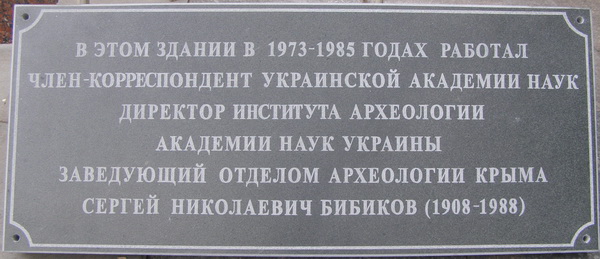 В ЭТОМ ЗДАНИИ В 1973-1985 ГОДАХ РАБОТАЛ
ЧЛЕН-КОРРЕСПОНДЕНТ УКРАИНСКОЙ АКАДЕМИИ НАУК
ДИРЕКТОР ИНСТИТУТА АРХЕОЛОГИИ
АКАДЕМИИ НАУК УКРАИНЫ
ЗАВЕДУЮЩИЙ ОТДЕЛОМ АРХЕОЛОГИИ КРЫМА
СЕРГЕЙ НИКОЛАЕВИЧ БИБИКОВ (1908-1988)